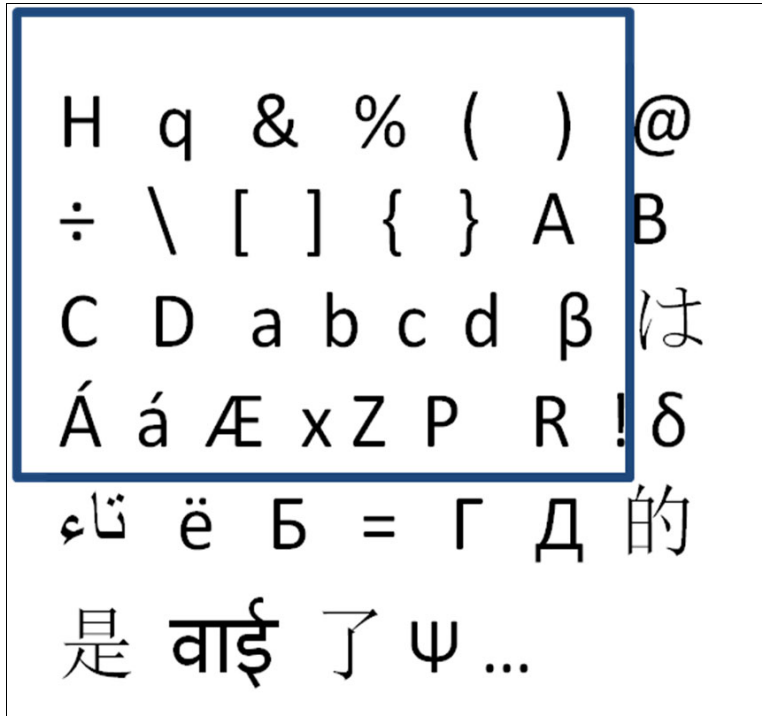 H q & % ( ) @
÷ \ [ ] { } A B
C D a b c d β は
Á á Æ x Z P R ! δ
تاء ë Б = Г Д 的
是 वाई 了 Ψ ...